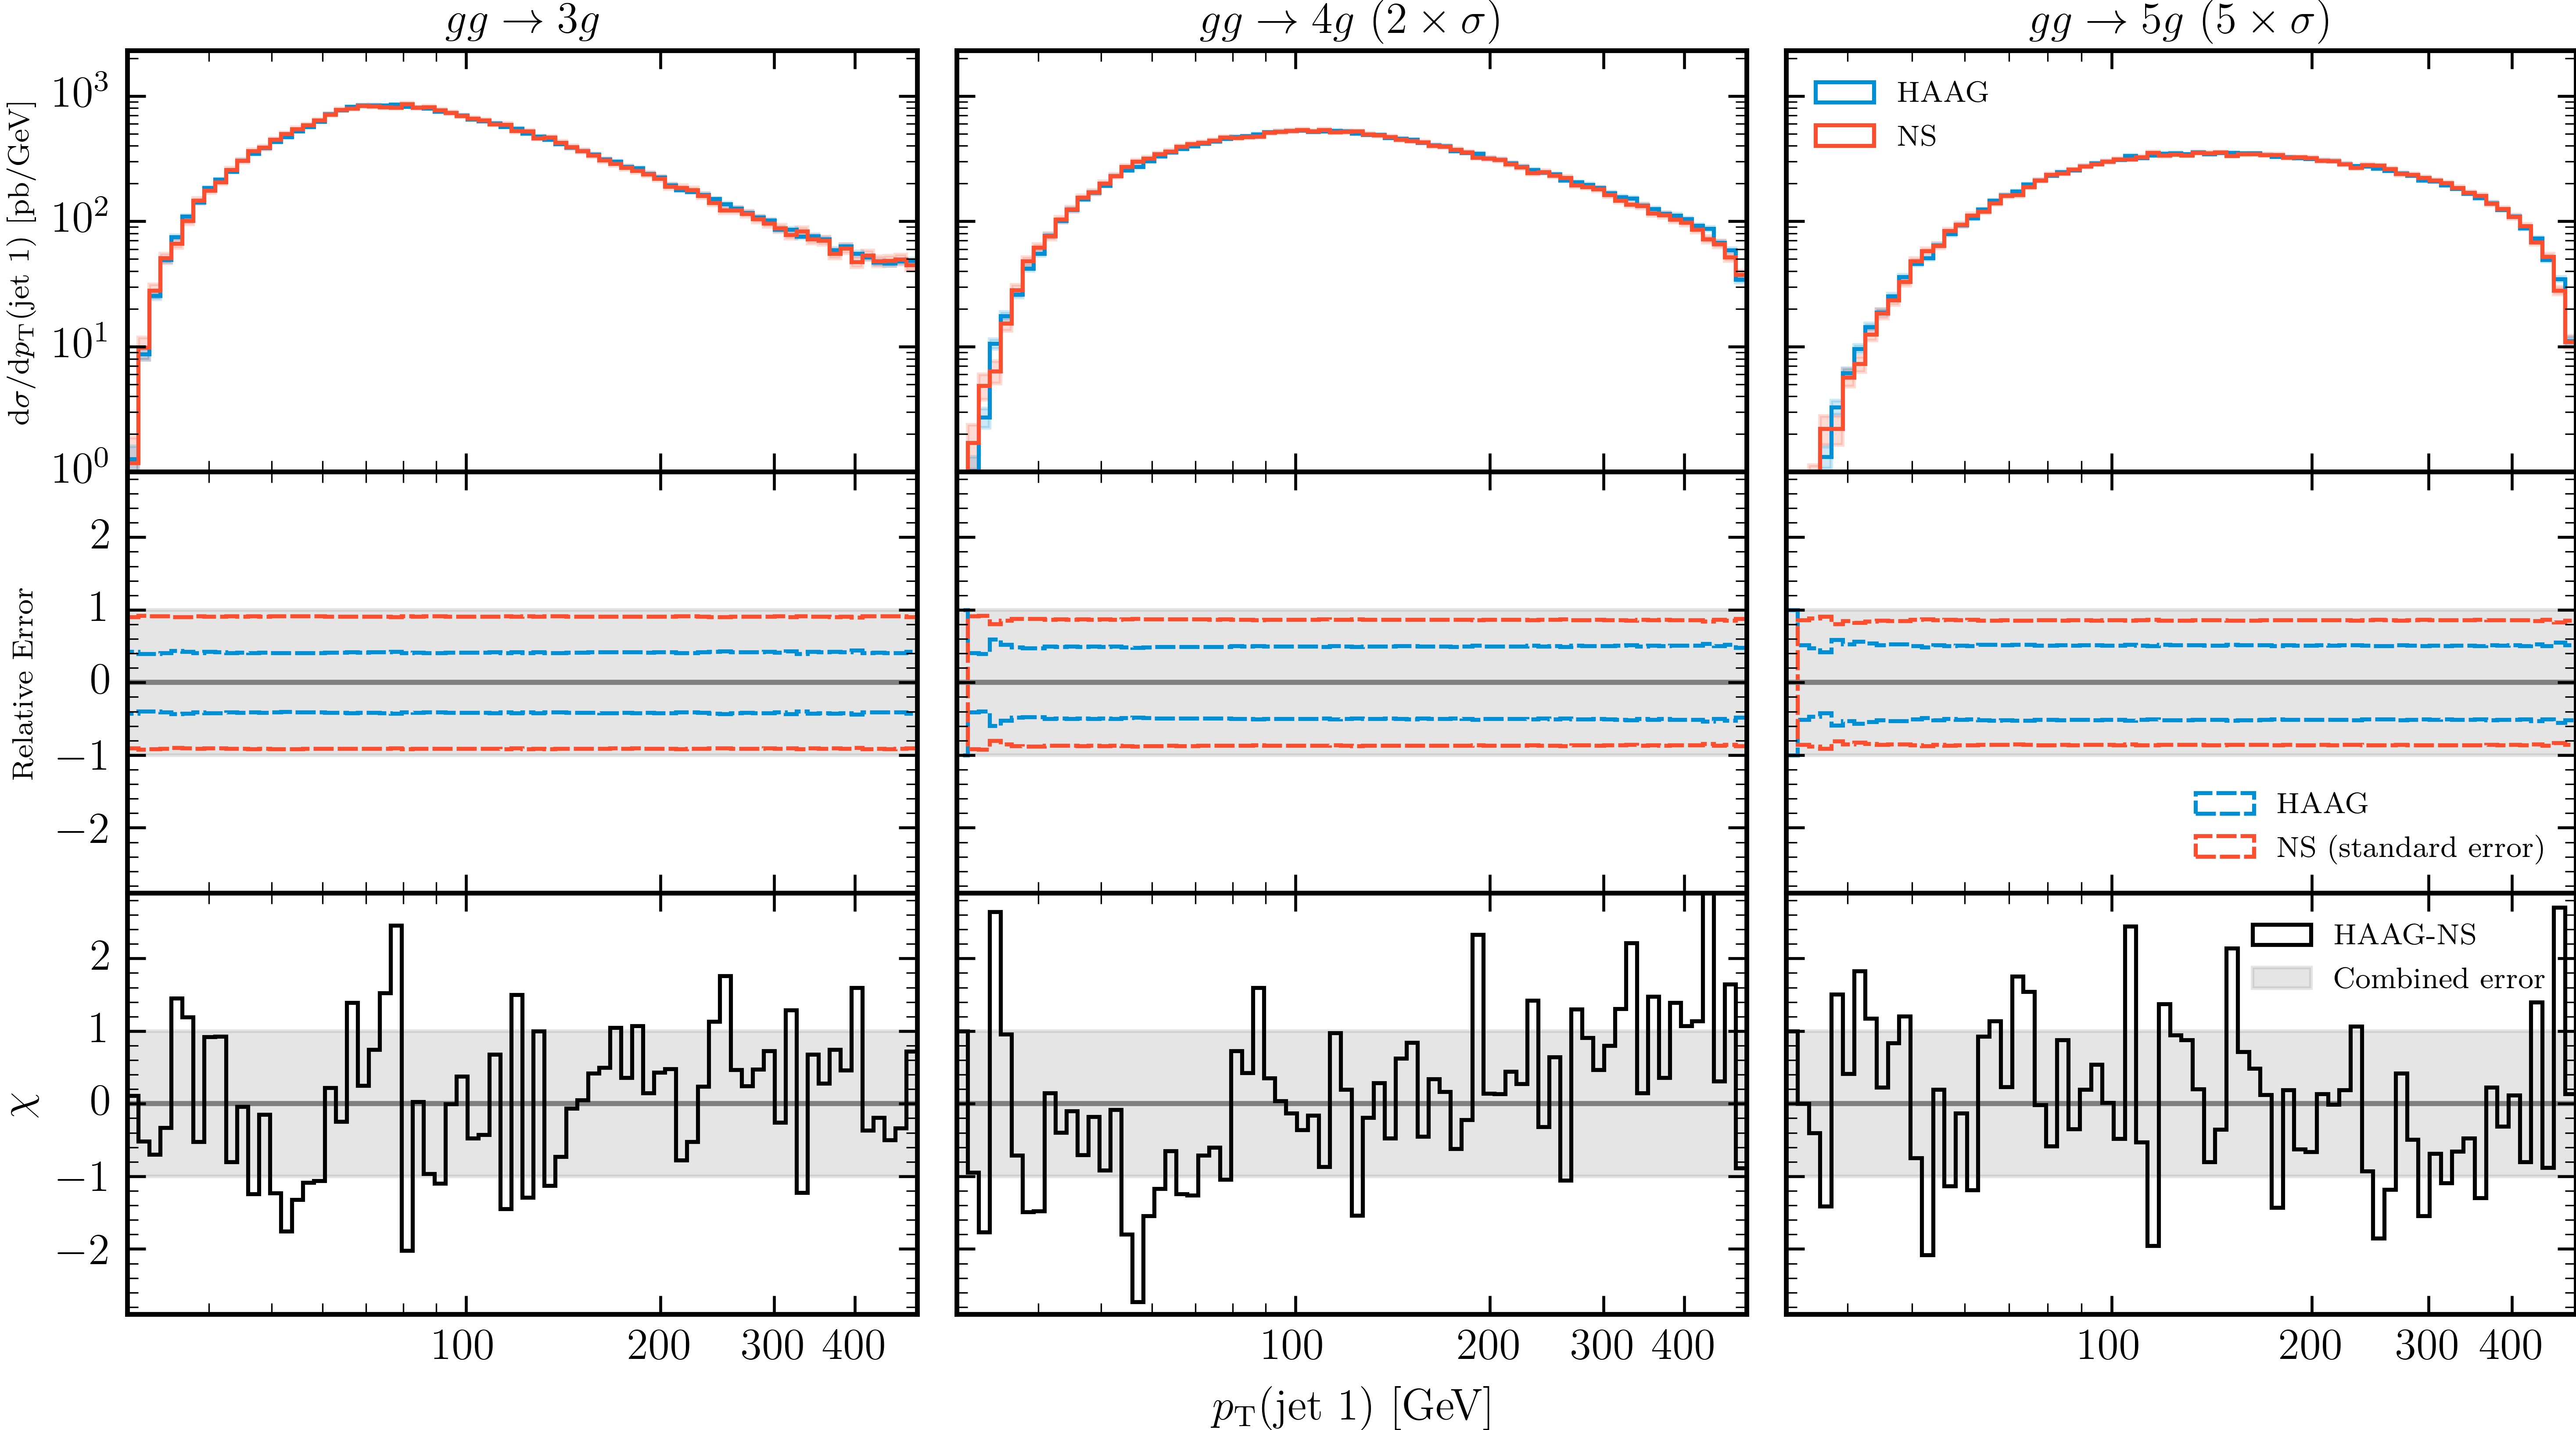 gg → 3g
gg → 4g (2 × σ)
gg → 5g (5 × σ)
dσ/dp_T(jet 1) [pb/GeV]
10^3
10^2
10^1
10^0
HAAG
NS
Relative Error
2
1
0
−1
−2
HAAG
NS (standard error)
χ
2
1
0
−1
−2
HAAG-NS
Combined error
100 200 300 400
100 200 300 400
100 200 300 400
p_T(jet 1) [GeV]